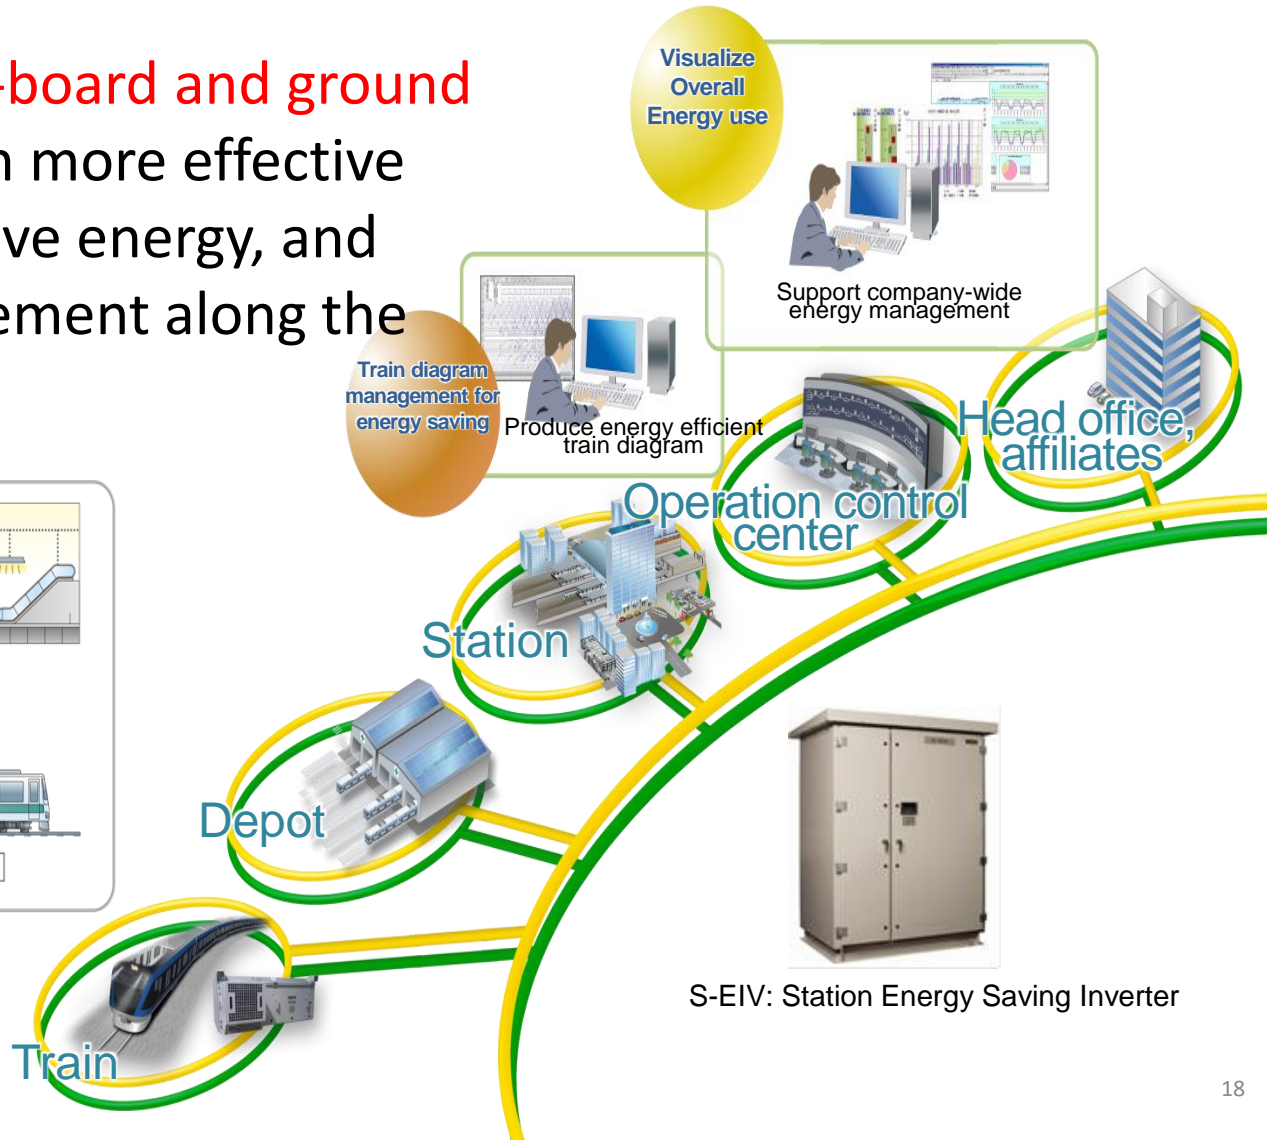 -board and ground
n more effective
ve energy, and
ement along the
Visualize
Overall
Energy use
Support company-wide
energy management
Train diagram
management for
energy saving
Produce energy efficient
train diagram
Head office,
affiliates
Operation control
center
Station
Depot
Train
S-EIV: Station Energy Saving Inverter
18